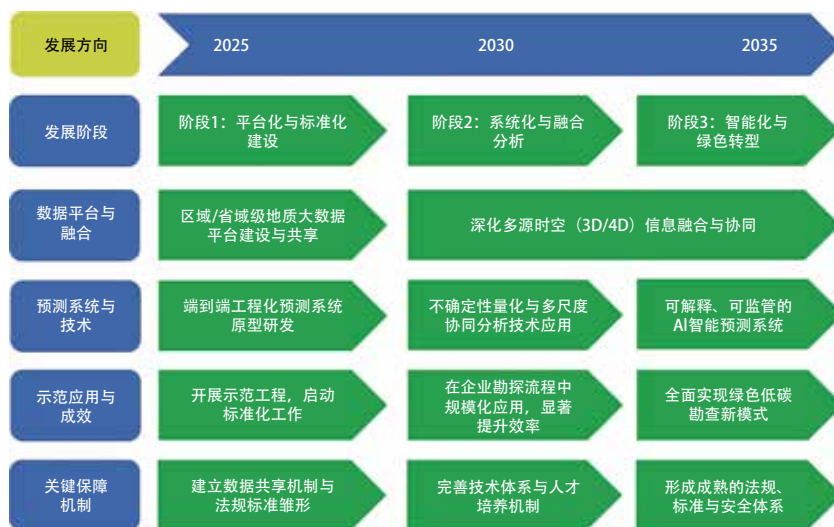 发展方向
2025
2030
2035
发展阶段
阶段1：平台化与标准化
建设
阶段2：系统化与融合
分析
阶段3：智能化与
绿色转型
数据平台与
融合
区域/省域级地质大数据
平台建设与共享
深化多源时空（3D/4D）信息融合与协同
预测系统与
技术
端到端工程化预测系统
原型研发
不确定性量化与多尺度
协同分析技术应用
可解释、可监管的
AI智能预测系统
示范应用与
成效
开展示范工程，启动
标准化工作
在企业勘探流程中
规模化应用，显著
提升效率
全面实现绿色低碳
勘查新模式
关键保障
机制
建立数据共享机制与
法规标准雏形
完善技术体系与人才
培养机制
形成成熟的法规、
标准与安全体系